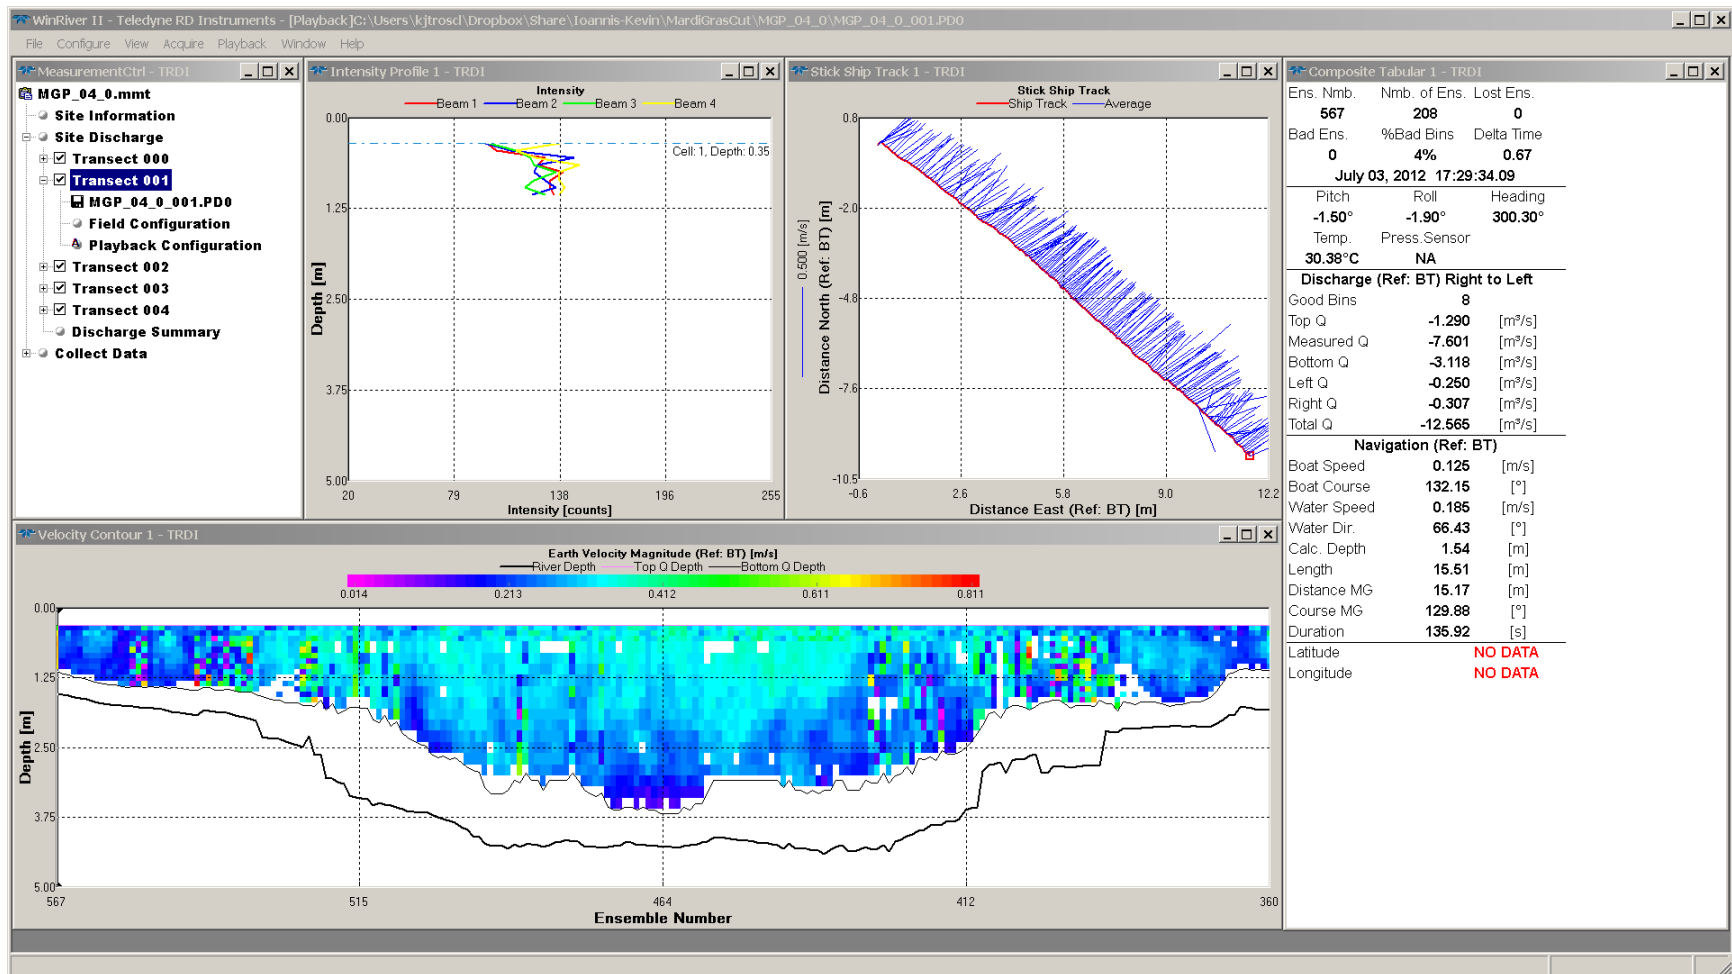 WinRiver II - Teledyne RD Instruments - [Playback]C:\Users\kjtroscl\Dropbox\Share\Ioannis-Kevin\MardiGrasCut\MGP_04_0\MGP_04_0_001.PD0
File Configure View Acquire Playback Window Help
MeasurementCtrl - TRDI
MGP_04_0.mmt
Site Information
Site Discharge
Transect 000
Transect 001
MGP_04_0_001.PD0
Field Configuration
Playback Configuration
Transect 002
Transect 003
Transect 004
Discharge Summary
Collect Data
Intensity Profile 1 - TRDI
Intensity
Beam 1 Beam 2 Beam 3 Beam 4
Cell: 1, Depth: 0.35
Depth [m]
0.00
1.25
2.50
3.75
5.00
20 79 138 196 255
Intensity [counts]
Stick Ship Track 1 - TRDI
Stick Ship Track
Ship Track Average
0.500 [m/s]
Distance North (Ref: BT) [m]
0.8
-2.0
-4.8
-7.6
-10.5
-0.6 2.6 5.8 9.0 12.2
Distance East (Ref: BT) [m]
Composite Tabular 1 - TRDI
Ens. Nmb. Nmb. of Ens. Lost Ens.
567 208 0
Bad Ens. %Bad Bins Delta Time
0 4% 0.67
July 03, 2012 17:29:34.09
Pitch Roll Heading
-1.50° -1.90° 300.30°
Temp. Press.Sensor
30.38°C NA
Discharge (Ref: BT) Right to Left
Good Bins 8
Top Q -1.290 [m³/s]
Measured Q -7.601 [m³/s]
Bottom Q -3.118 [m³/s]
Left Q -0.250 [m³/s]
Right Q -0.307 [m³/s]
Total Q -12.565 [m³/s]
Navigation (Ref: BT)
Boat Speed 0.125 [m/s]
Boat Course 132.15 [°]
Water Speed 0.185 [m/s]
Water Dir. 66.43 [°]
Calc. Depth 1.54 [m]
Length 15.51 [m]
Distance MG 15.17 [m]
Course MG 129.88 [°]
Duration 135.92 [s]
Latitude NO DATA
Longitude NO DATA
Velocity Contour 1 - TRDI
Earth Velocity Magnitude (Ref: BT) [m/s]
River Depth Top Q Depth Bottom Q Depth
0.014 0.213 0.412 0.611 0.811
Depth [m]
0.00
1.25
2.50
3.75
5.00
567 515 464 412 360
Ensemble Number